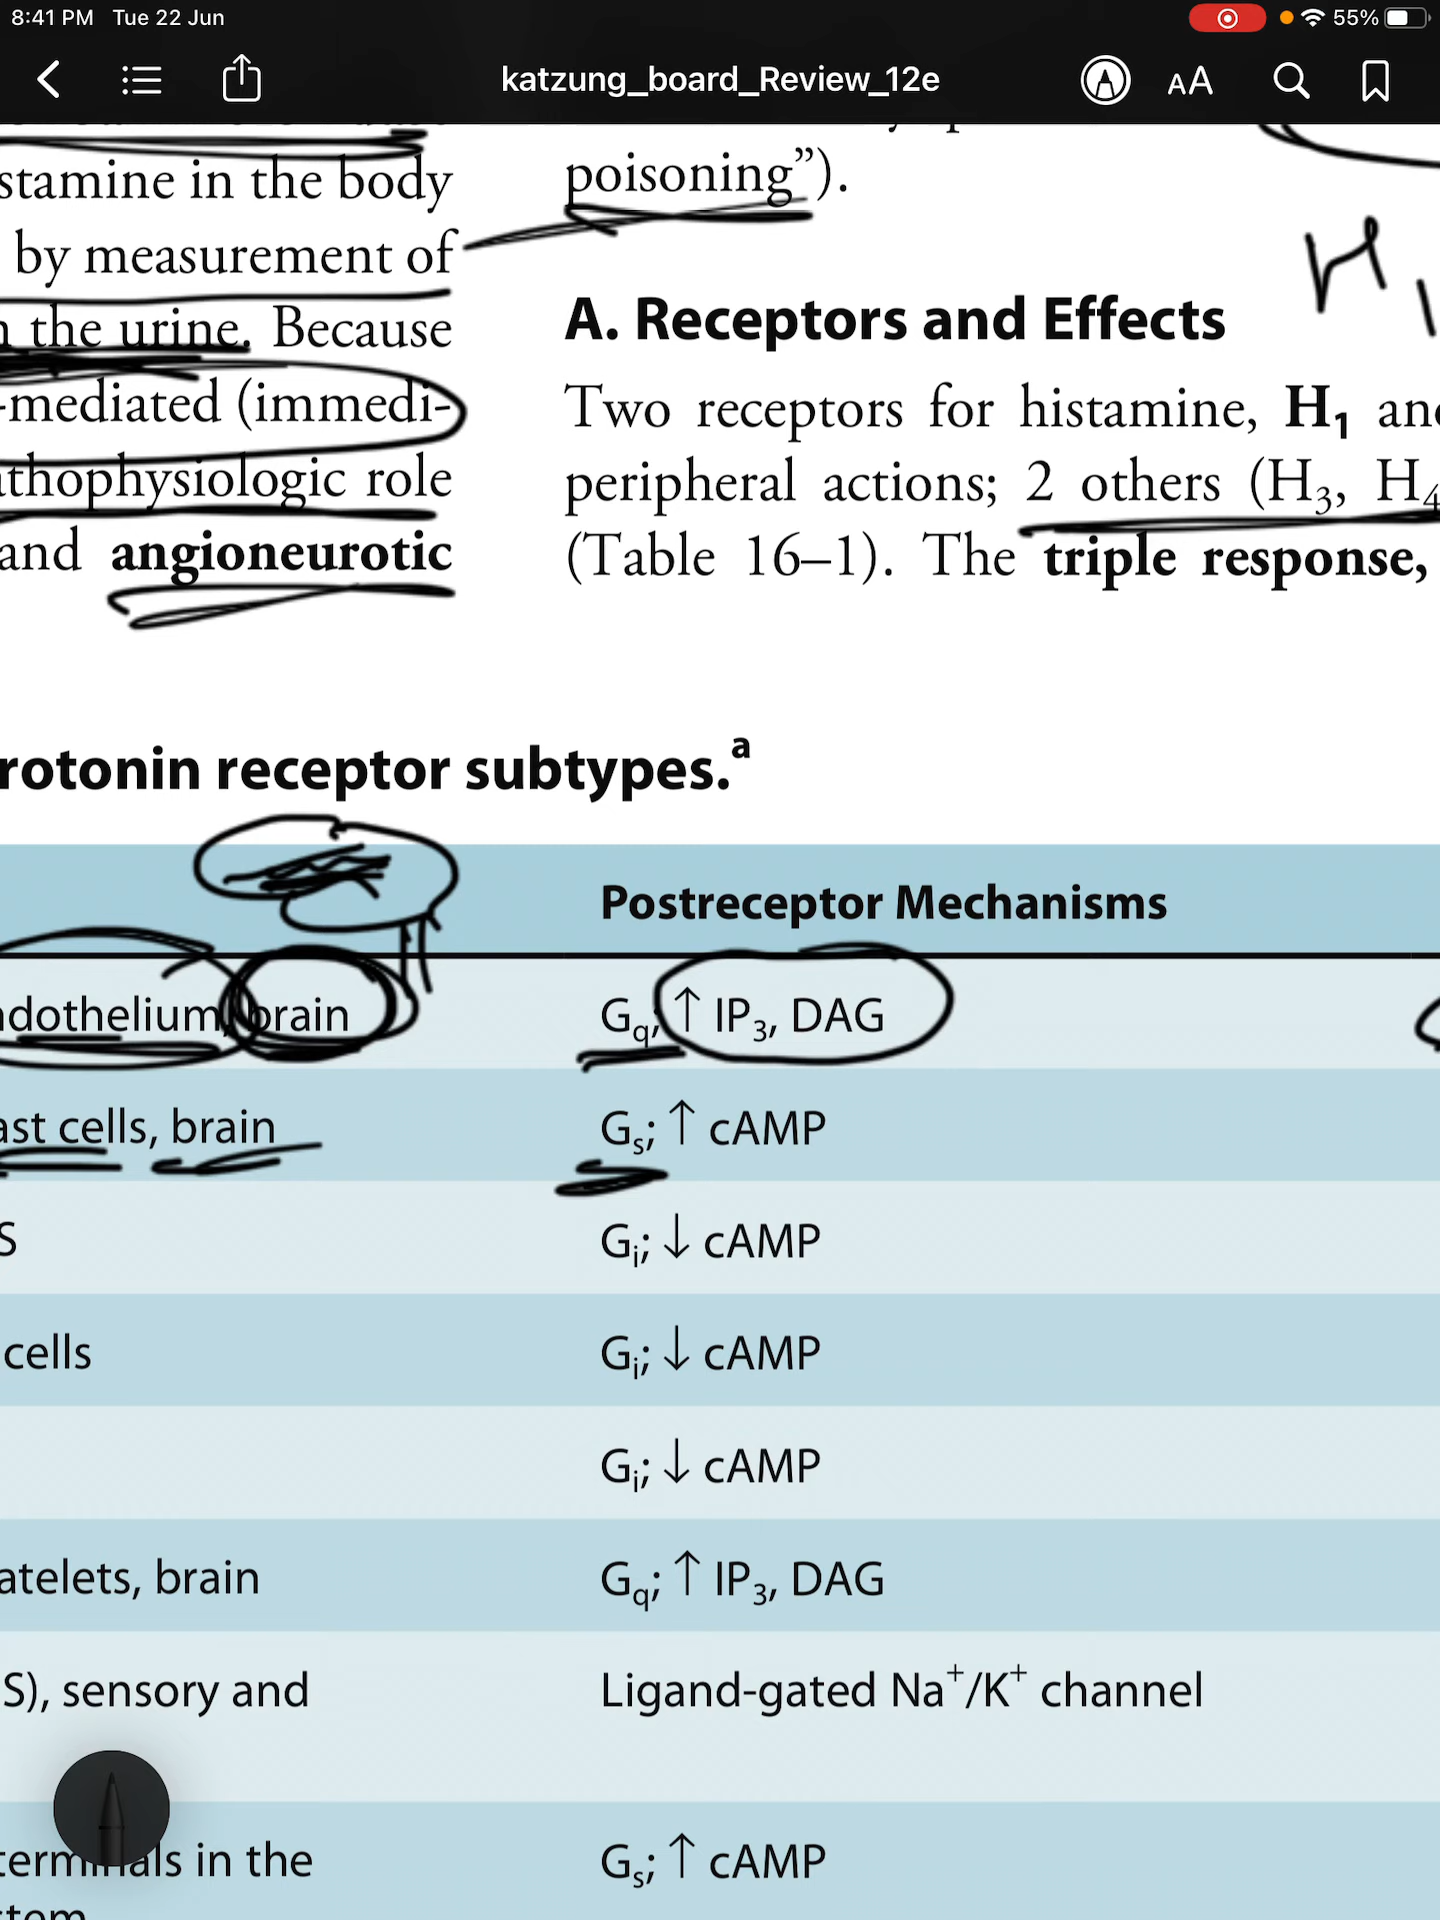 8:41 PM Tue 22 Jun
55%
katzung_board_Review_12e
AA
stamine in the body
by measurement of
the urine. Because
-mediated (immedi-
athophysiologic role
and angioneurotic
poisoning”).
H1
A. Receptors and Effects
Two receptors for histamine, H₁ and
peripheral actions; 2 others (H₃, H₄
(Table 16–1). The triple response,
rotonin receptor subtypes.ᵃ
Postreceptor Mechanisms
ndothelium, brain
Gq; ↑ IP₃, DAG
ast cells, brain
Gₛ; ↑ cAMP
S
Gᵢ; ↓ cAMP
cells
Gᵢ; ↓ cAMP
Gᵢ; ↓ cAMP
atelets, brain
Gq; ↑ IP₃, DAG
S), sensory and
Ligand-gated Na⁺/K⁺ channel
terminals in the
Gₛ; ↑ cAMP